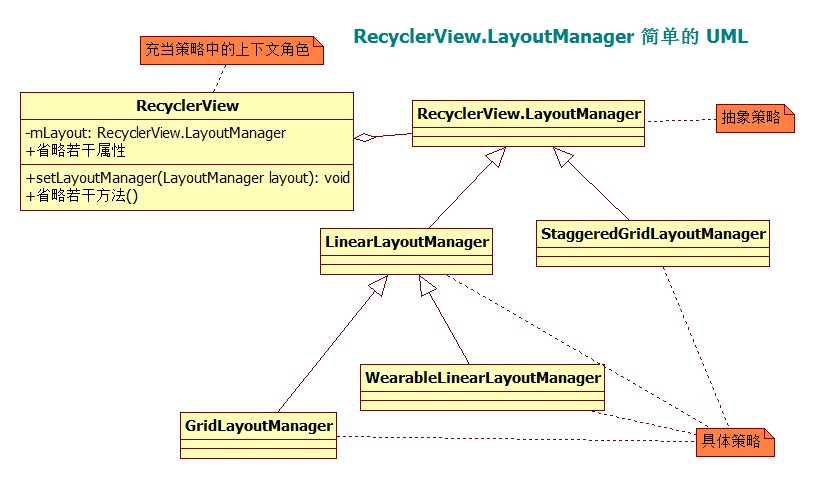 RecyclerView.LayoutManager 简单的 UML
充当策略中的上下文角色
RecyclerView
-mLayout: RecyclerView.LayoutManager
+省略若干属性
+setLayoutManager(LayoutManager layout): void
+省略若干方法()
RecyclerView.LayoutManager
抽象策略
LinearLayoutManager
StaggeredGridLayoutManager
WearableLinearLayoutManager
GridLayoutManager
具体策略